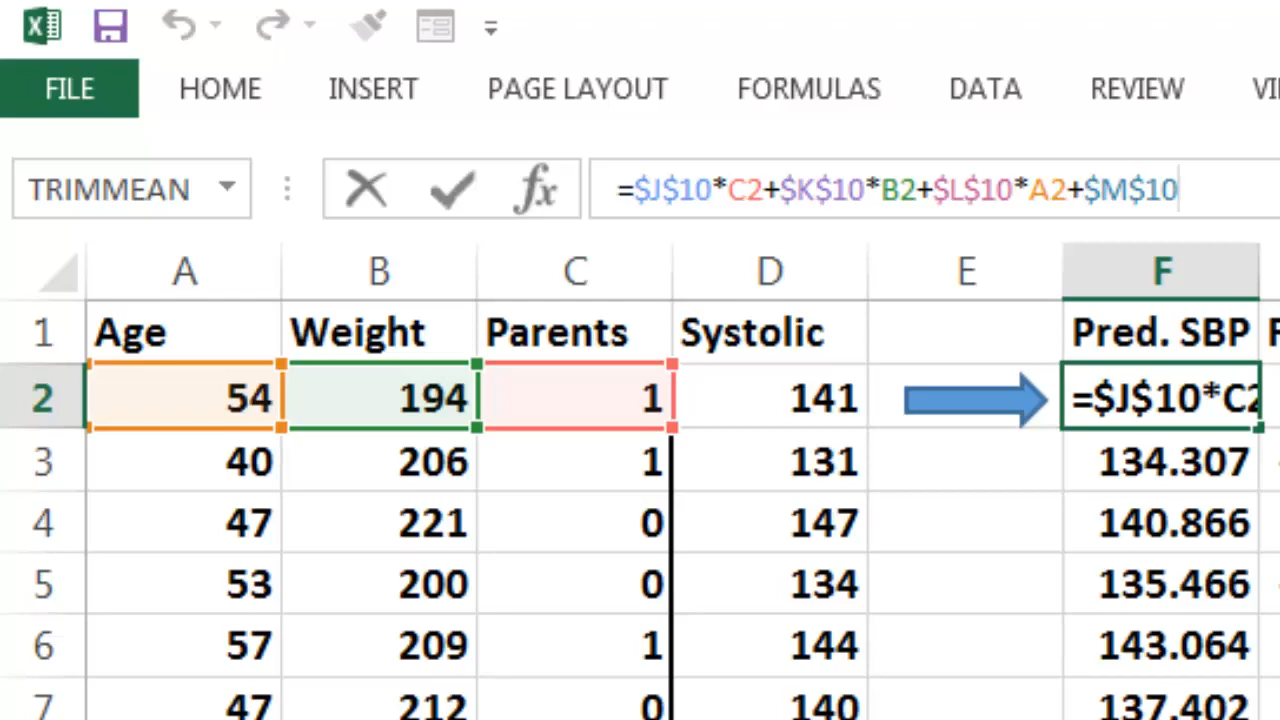 FILE HOME INSERT PAGE LAYOUT FORMULAS DATA REVIEW VI
TRIMMEAN fx =$J$10*C2+$K$10*B2+$L$10*A2+$M$10
A B C D E F
1 Age Weight Parents Systolic Pred. SBP
2 54 194 1 141 =$J$10*C2
3 40 206 1 131 134.307
4 47 221 0 147 140.866
5 53 200 0 134 135.466
6 57 209 1 144 143.064
7 47 212 0 140 137.402